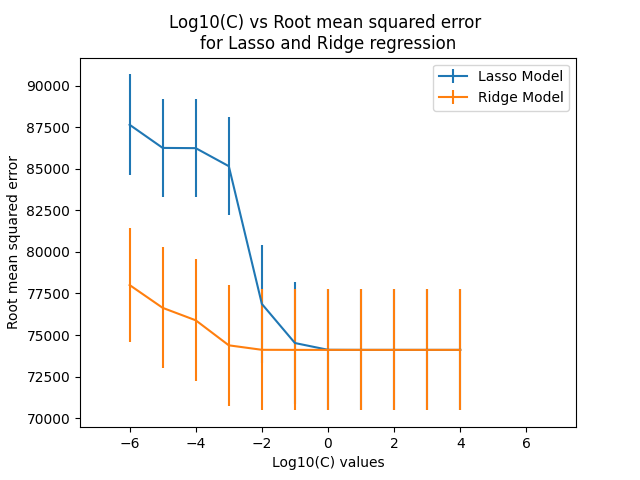 Log10(C) vs Root mean squared error
for Lasso and Ridge regression
Lasso Model
Ridge Model
90000
87500
85000
82500
80000
77500
75000
72500
70000
Root mean squared error
−6 −4 −2 0 2 4 6
Log10(C) values